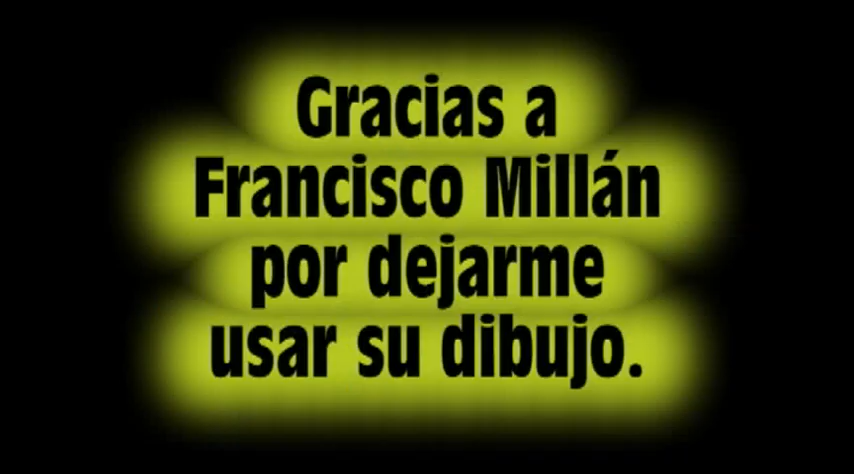 Gracias a
Francisco Millán
por dejarme
usar su dibujo.